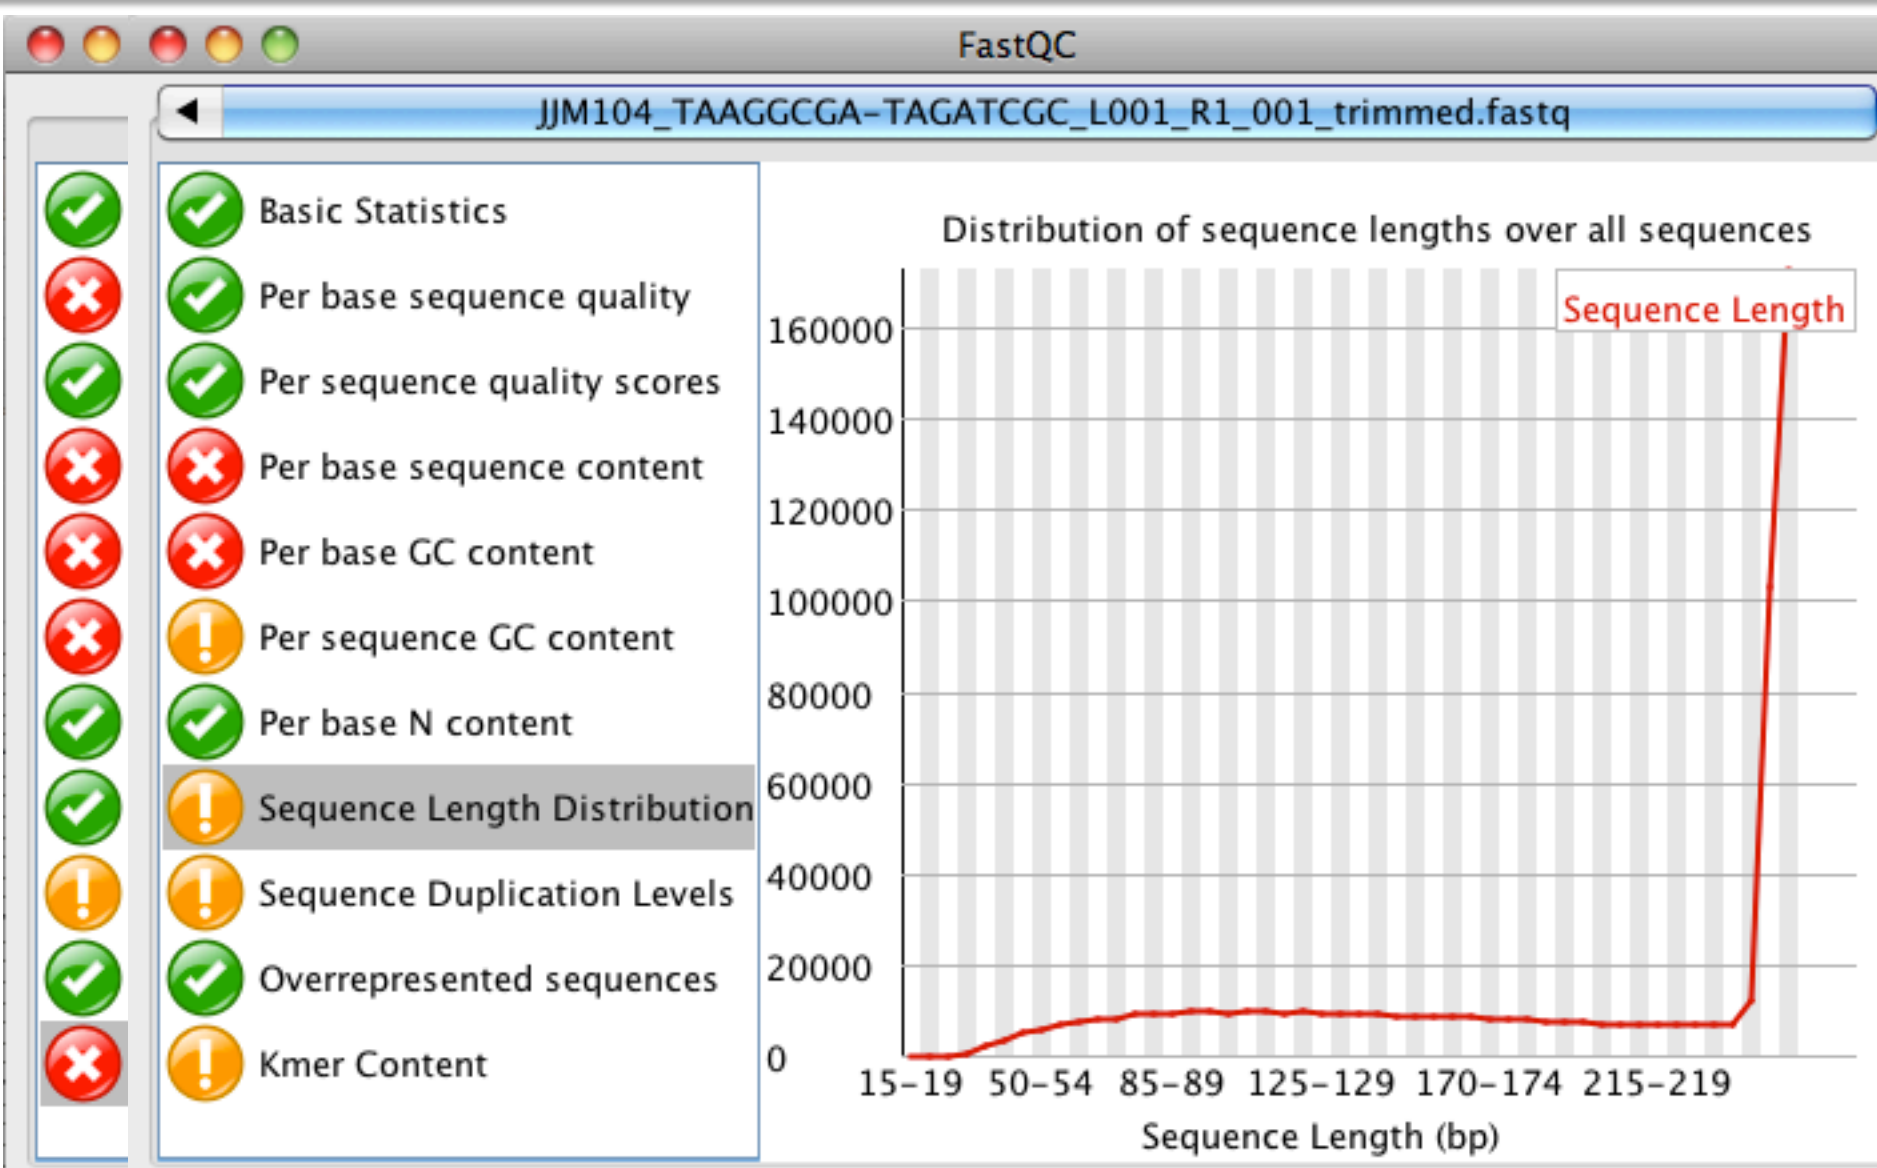 FastQC
JJM104_TAAGGCGA-TAGATCGC_L001_R1_001_trimmed.fastq
Basic Statistics
Per base sequence quality
Per sequence quality scores
Per base sequence content
Per base GC content
Per sequence GC content
Per base N content
Sequence Length Distribution
Sequence Duplication Levels
Overrepresented sequences
Kmer Content
Distribution of sequence lengths over all sequences
Sequence Length
160000
140000
120000
100000
80000
60000
40000
20000
0
15-19 50-54 85-89 125-129 170-174 215-219
Sequence Length (bp)